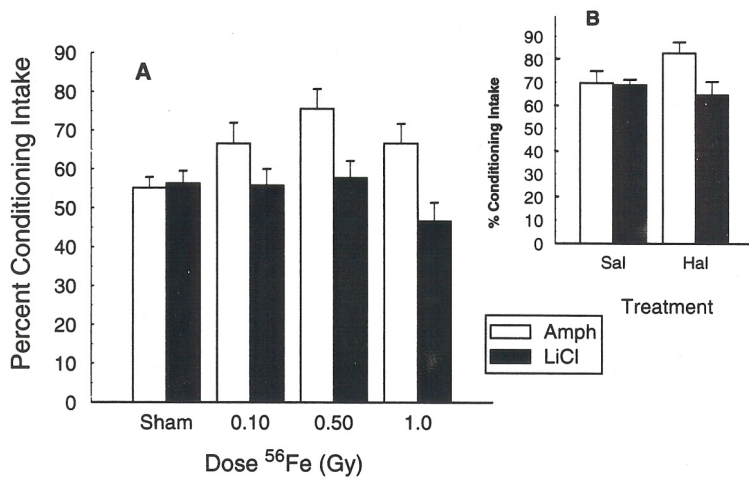 A
Percent Conditioning Intake
90
80
70
60
50
40
30
20
10
0
Sham 0.10 0.50 1.0
Dose 56Fe (Gy)
B
% Conditioning Intake
90
80
70
60
50
40
30
20
10
0
Sal Hal
Treatment
Amph
LiCl